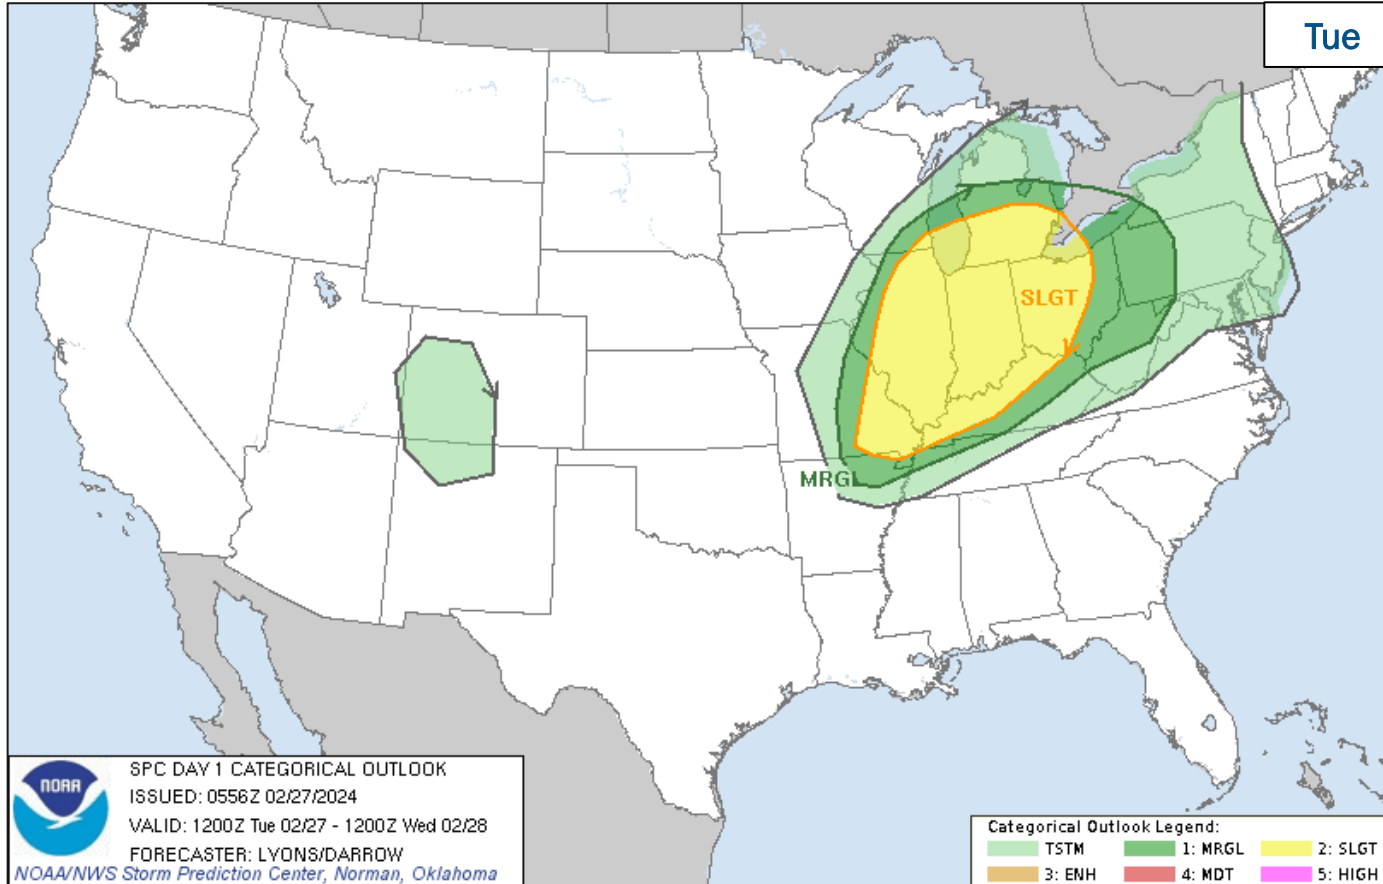 Tue
SLGT
MRGL
NOAA
SPC DAY 1 CATEGORICAL OUTLOOK
ISSUED: 0556Z 02/27/2024
VALID: 1200Z Tue 02/27 - 1200Z Wed 02/28
FORECASTER: LYONS/DARROW
NOAA/NWS Storm Prediction Center, Norman, Oklahoma
Categorical Outlook Legend:
TSTM 1: MRGL 2: SLGT
3: ENH 4: MDT 5: HIGH